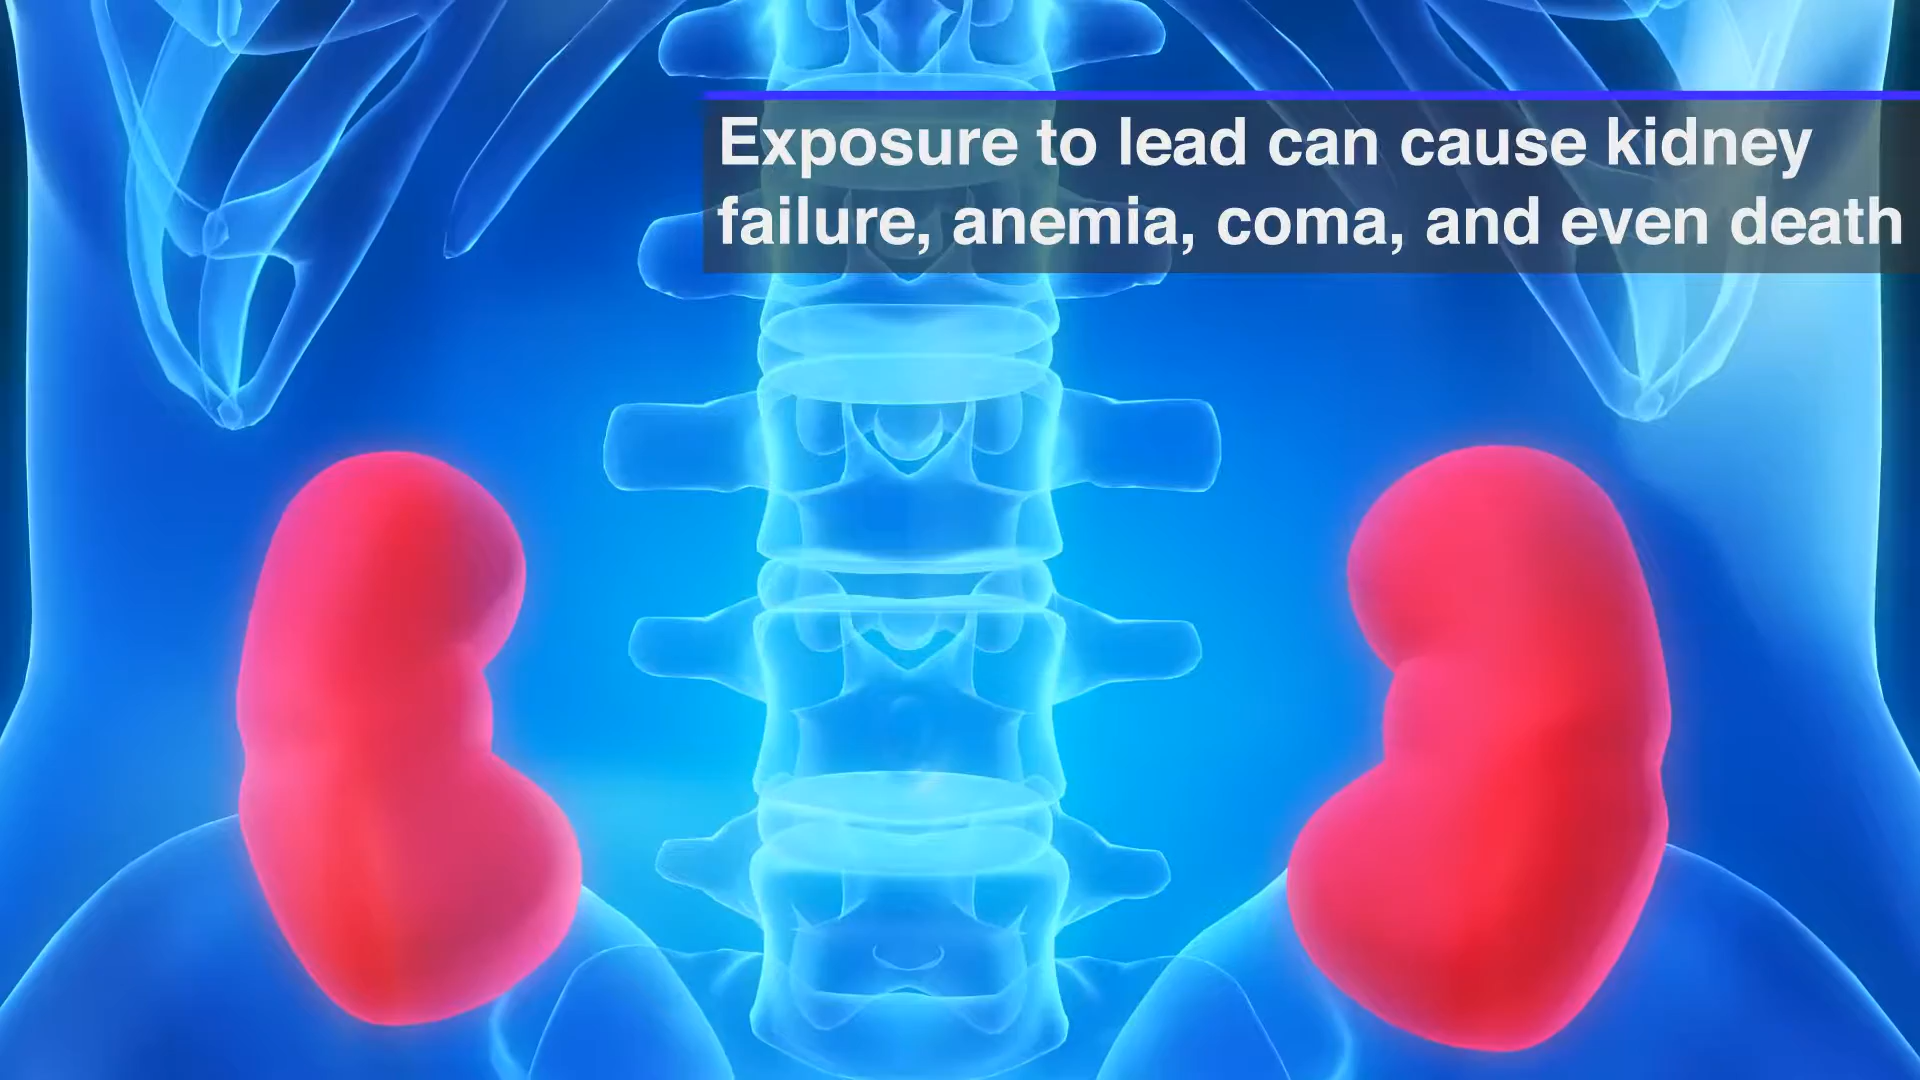 Exposure to lead can cause kidney
failure, anemia, coma, and even death